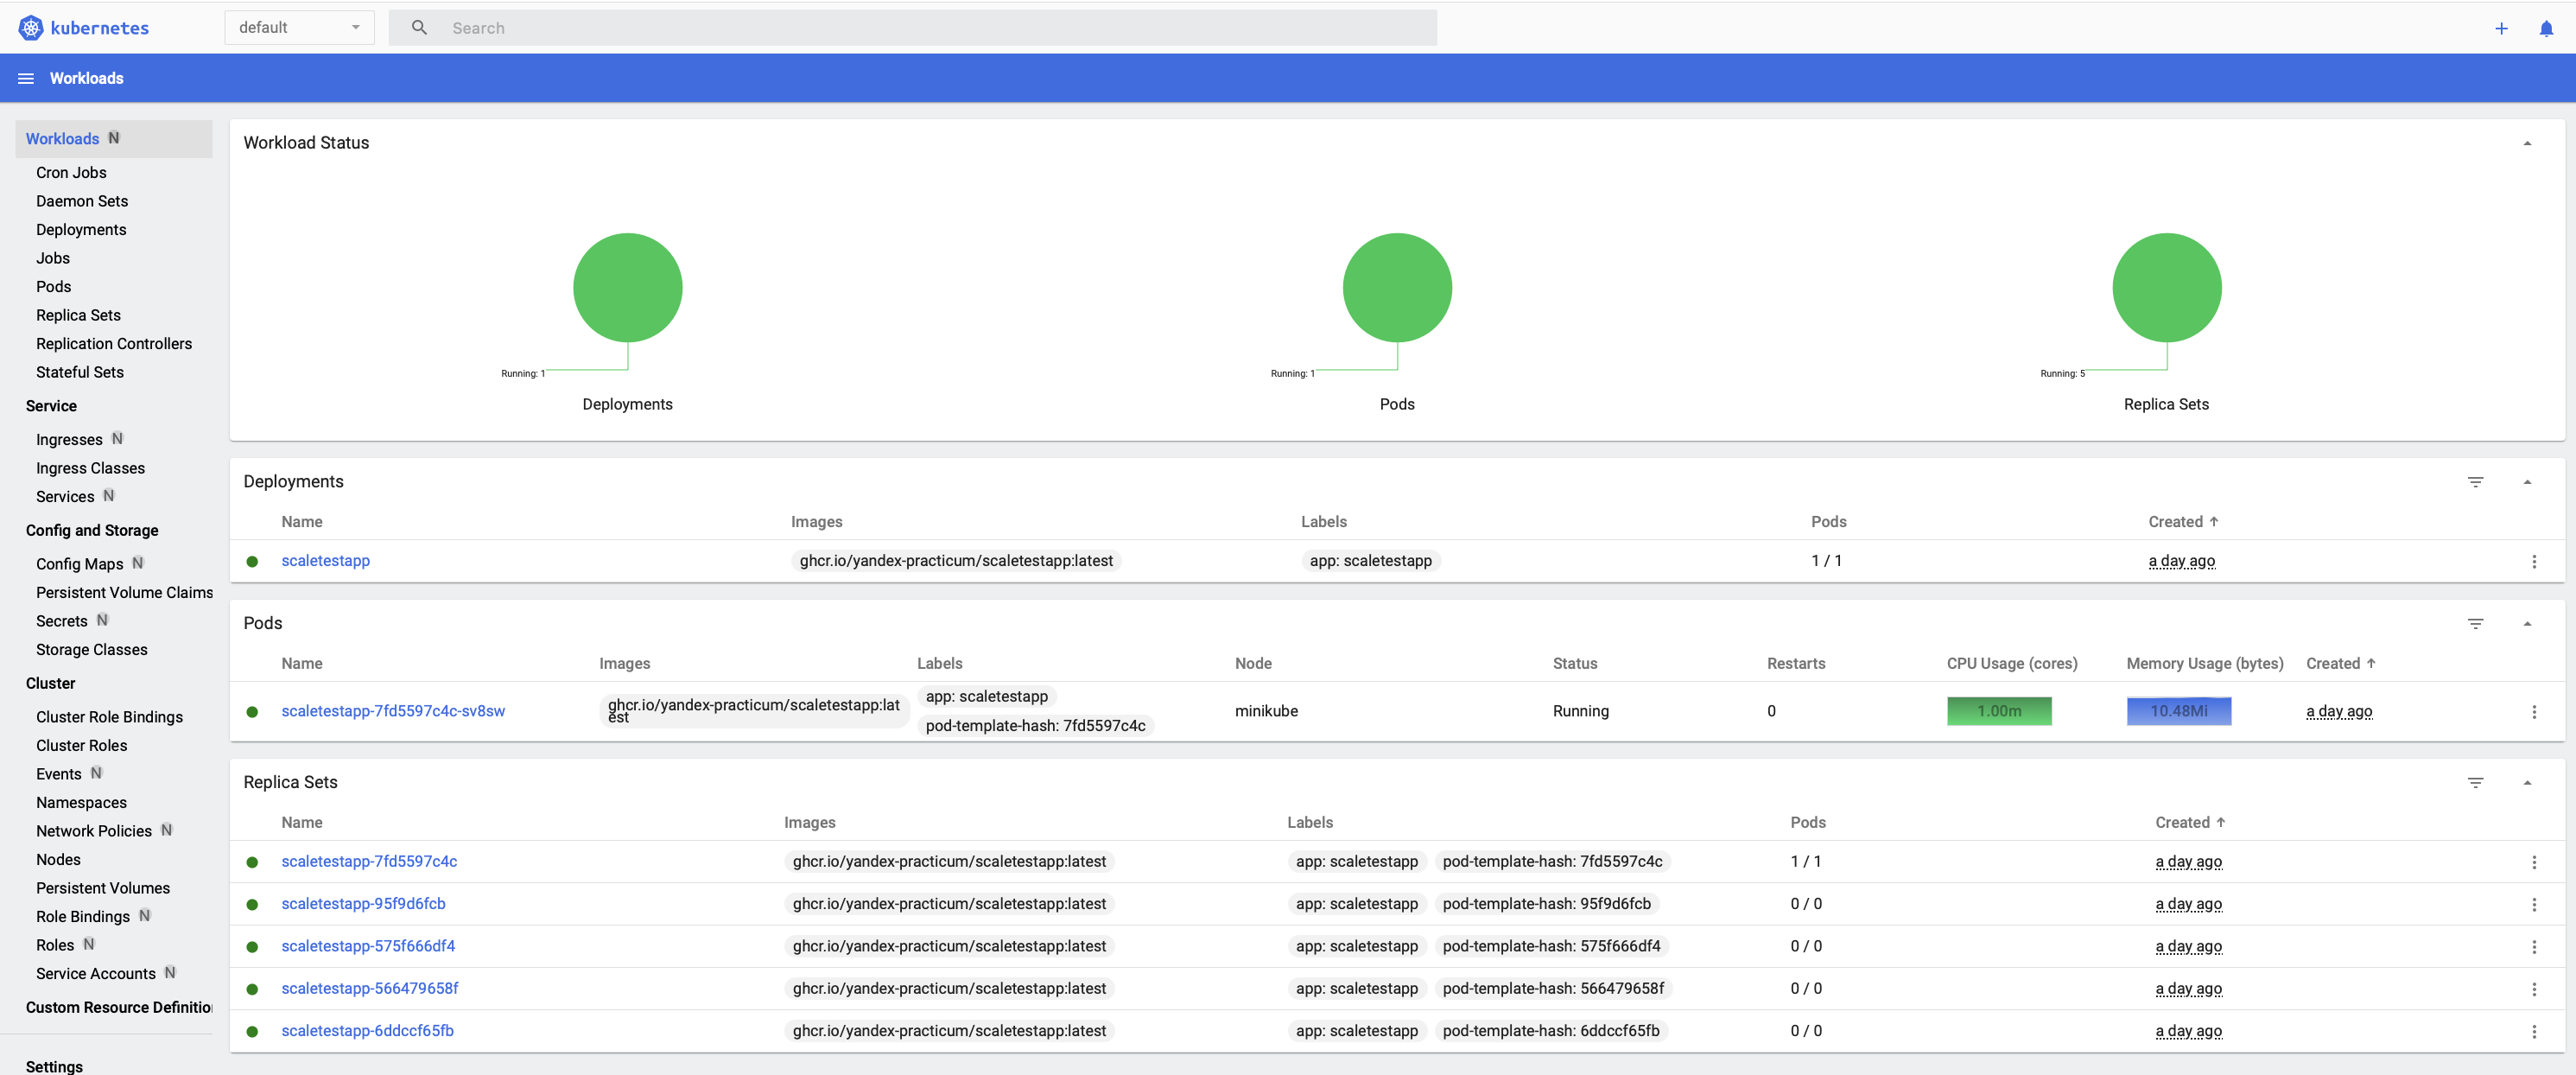 kubernetes
default
Search
Workloads
Workloads N
Cron Jobs
Daemon Sets
Deployments
Jobs
Pods
Replica Sets
Replication Controllers
Stateful Sets
Service
Ingresses N
Ingress Classes
Services N
Config and Storage
Config Maps N
Persistent Volume Claims
Secrets N
Storage Classes
Cluster
Cluster Role Bindings
Cluster Roles
Events N
Namespaces
Network Policies N
Nodes
Persistent Volumes
Role Bindings N
Roles N
Service Accounts N
Custom Resource Definitio
Settings
Workload Status
Running: 1
Deployments
Running: 1
Pods
Running: 5
Replica Sets
Deployments
Name Images Labels Pods Created
scaletestapp ghcr.io/yandex-practicum/scaletestapp:latest app: scaletestapp 1 / 1 a day ago
Pods
Name Images Labels Node Status Restarts CPU Usage (cores) Memory Usage (bytes) Created
scaletestapp-7fd5597c4c-sv8sw ghcr.io/yandex-practicum/scaletestapp:lat
est
app: scaletestapp
pod-template-hash: 7fd5597c4c
minikube Running 0 1.00m 10.48Mi a day ago
Replica Sets
Name Images Labels Pods Created
scaletestapp-7fd5597c4c ghcr.io/yandex-practicum/scaletestapp:latest app: scaletestapp pod-template-hash: 7fd5597c4c 1 / 1 a day ago
scaletestapp-95f9d6fcb ghcr.io/yandex-practicum/scaletestapp:latest app: scaletestapp pod-template-hash: 95f9d6fcb 0 / 0 a day ago
scaletestapp-575f666df4 ghcr.io/yandex-practicum/scaletestapp:latest app: scaletestapp pod-template-hash: 575f666df4 0 / 0 a day ago
scaletestapp-566479658f ghcr.io/yandex-practicum/scaletestapp:latest app: scaletestapp pod-template-hash: 566479658f 0 / 0 a day ago
scaletestapp-6ddccf65fb ghcr.io/yandex-practicum/scaletestapp:latest app: scaletestapp pod-template-hash: 6ddccf65fb 0 / 0 a day ago